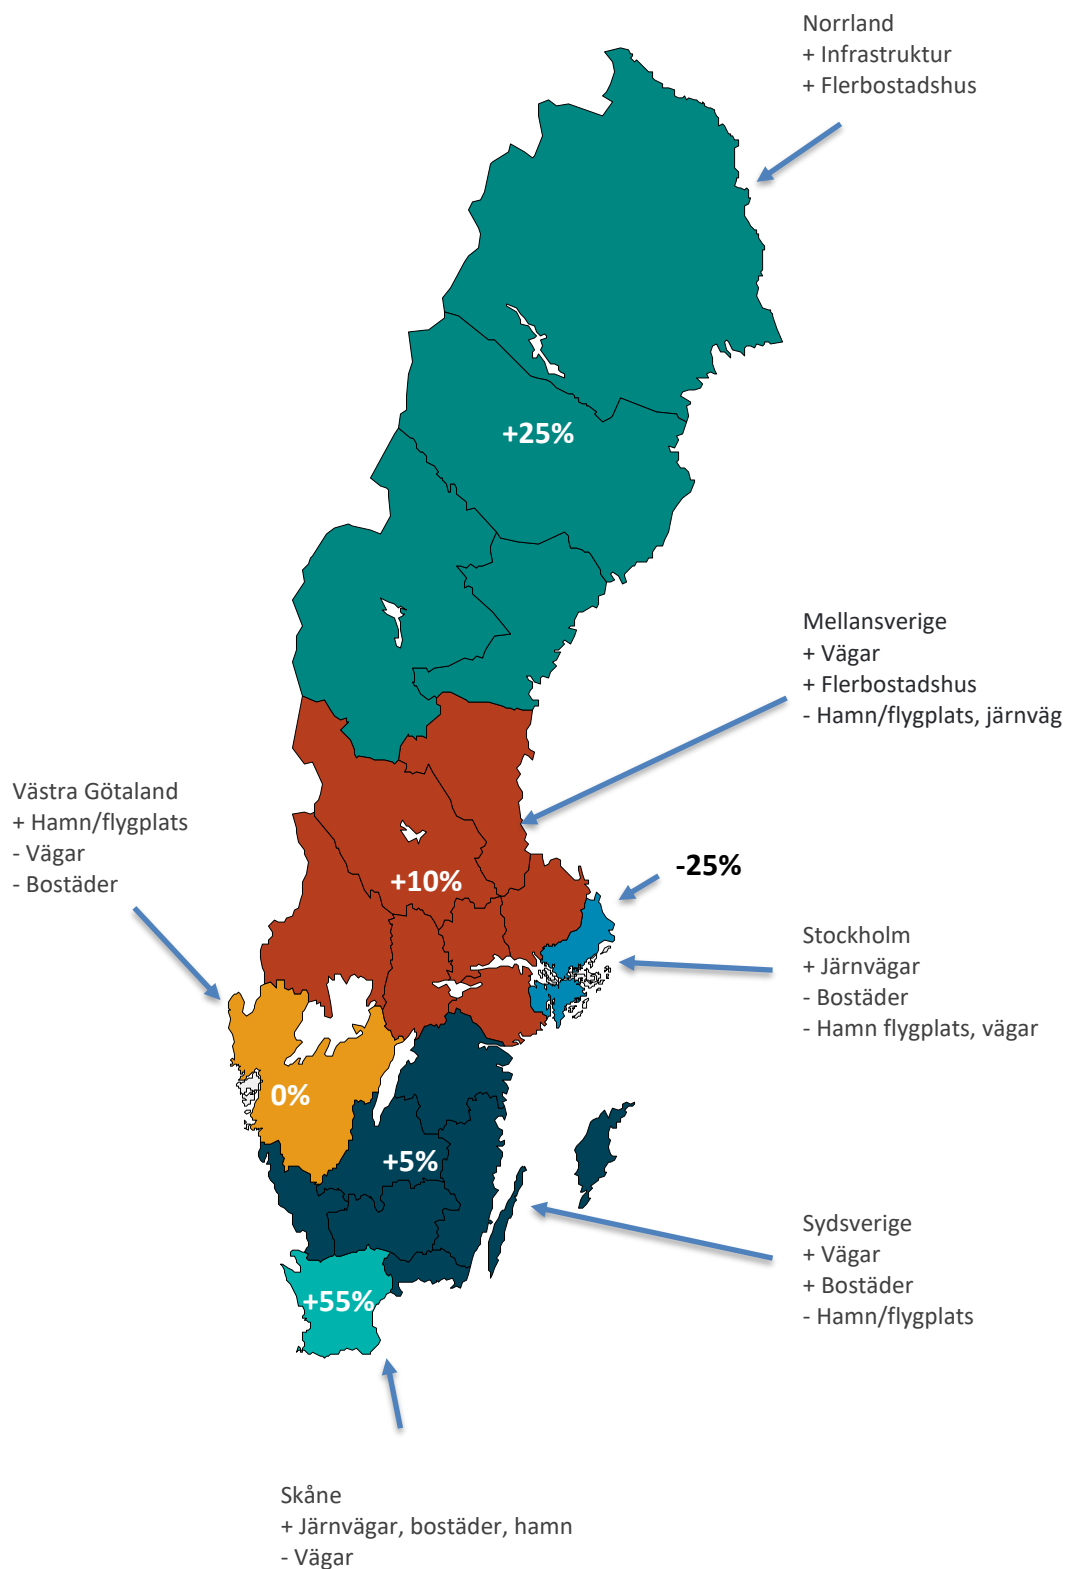 Norrland
+ Infrastruktur
+ Flerbostadshus
+25%
Mellansverige
+ Vägar
+ Flerbostadshus
- Hamn/flygplats, järnväg
Västra Götaland
+ Hamn/flygplats
- Vägar
- Bostäder
+10%
-25%
Stockholm
+ Järnvägar
- Bostäder
- Hamn flygplats, vägar
0%
+5%
Sydsverige
+ Vägar
+ Bostäder
- Hamn/flygplats
+55%
Skåne
+ Järnvägar, bostäder, hamn
- Vägar